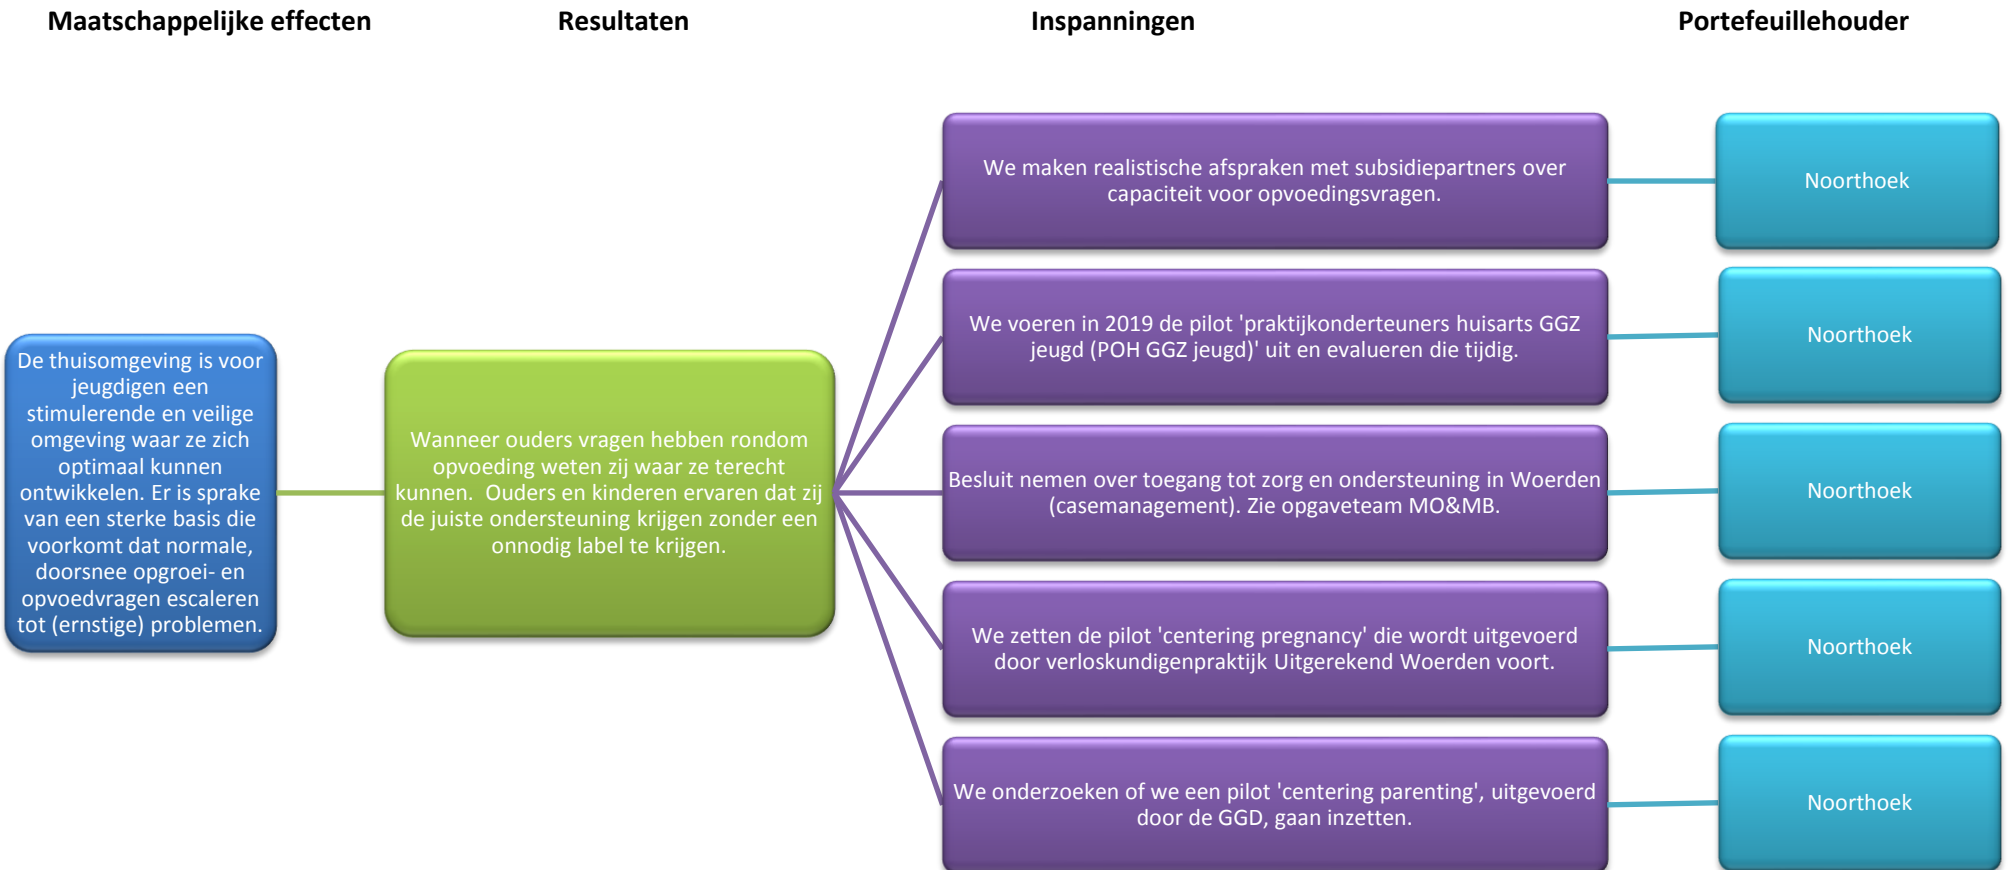 Maatschappelijke effecten
Resultaten
Inspanningen
Portefeuillehouder
De thuisomgeving is voor
jeugdigen een
stimulerende en veilige
omgeving waar ze zich
optimaal kunnen
ontwikkelen. Er is sprake
van een sterke basis die
voorkomt dat normale,
doorsnee opgroei- en
opvoedvragen escaleren
tot (ernstige) problemen.
Wanneer ouders vragen hebben rondom
opvoeding weten zij waar ze terecht
kunnen.  Ouders en kinderen ervaren dat zij
de juiste ondersteuning krijgen zonder een
onnodig label te krijgen.
We maken realistische afspraken met subsidiepartners over
capaciteit voor opvoedingsvragen.
Noorthoek
We voeren in 2019 de pilot 'praktijkonderteuners huisarts GGZ
jeugd (POH GGZ jeugd)' uit en evalueren die tijdig.
Noorthoek
Besluit nemen over toegang tot zorg en ondersteuning in Woerden
(casemanagement). Zie opgaveteam MO&MB.
Noorthoek
We zetten de pilot 'centering pregnancy' die wordt uitgevoerd
door verloskundigenpraktijk Uitgerekend Woerden voort.
Noorthoek
We onderzoeken of we een pilot 'centering parenting', uitgevoerd
door de GGD, gaan inzetten.
Noorthoek